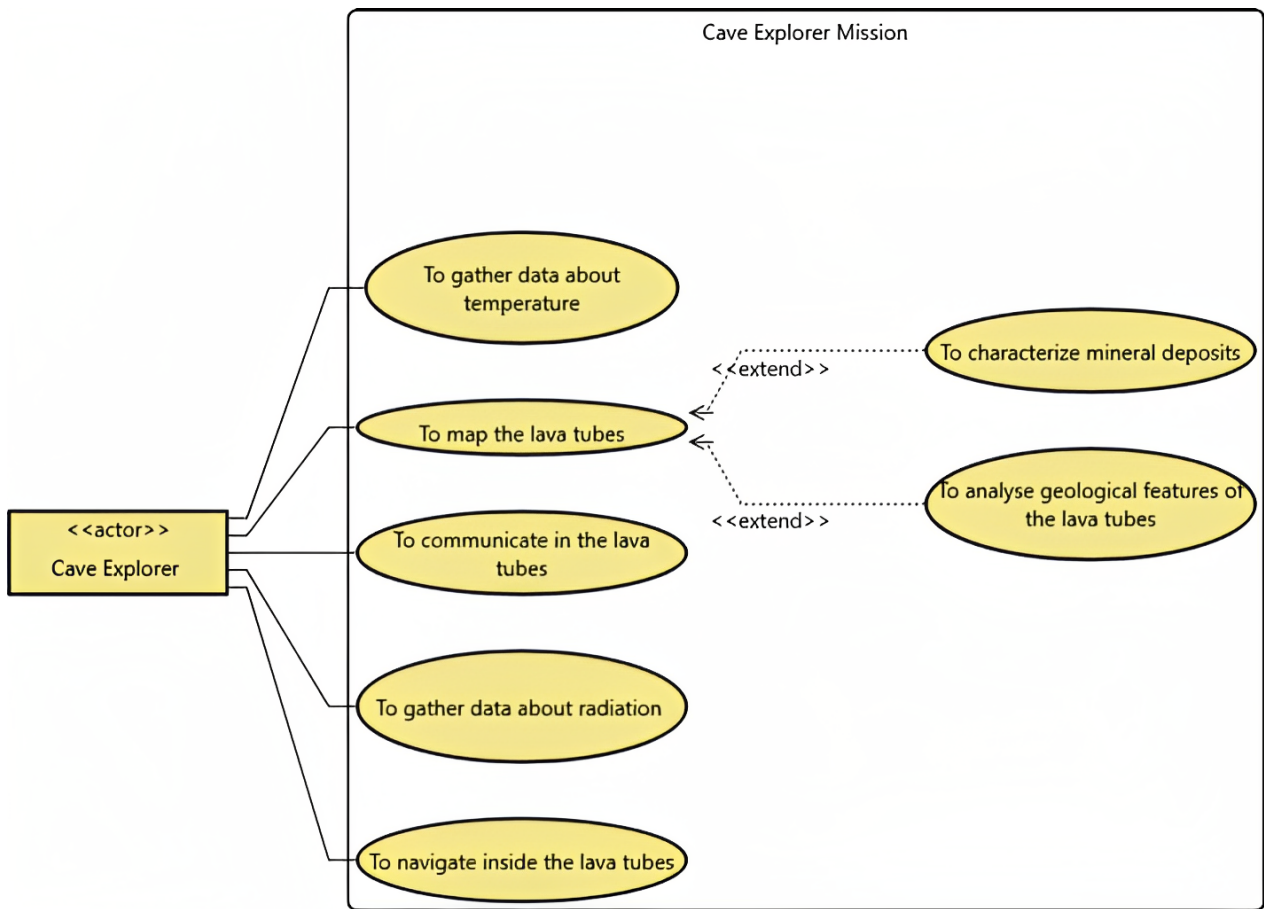 Cave Explorer Mission
To gather data about
temperature
To characterize mineral deposits
<<extend>>
To map the lava tubes
To analyse geological features of
the lava tubes
<<extend>>
<<actor>>
Cave Explorer
To communicate in the lava
tubes
To gather data about radiation
To navigate inside the lava tubes